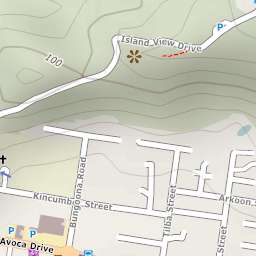 Island View Drive
100
P
Bungoona Road
Tilba Street
Kincumber Street
Arkoon
P
P
P
Avoca Drive